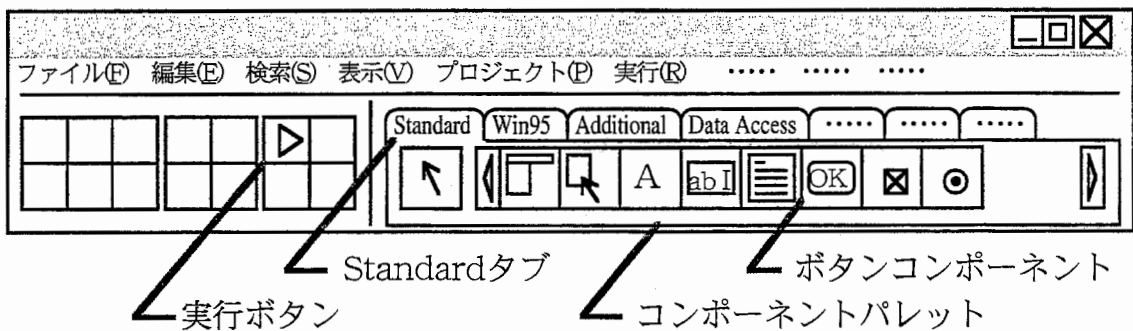 ファイル(F) 編集(E) 検索(S) 表示(V) プロジェクト(P) 実行(R) ····· ····· ·····
Standard Win95 Additional Data Access ····· ····· ·····
A ab I OK
Standardタブ ボタンコンポーネント
実行ボタン コンポーネントパレット